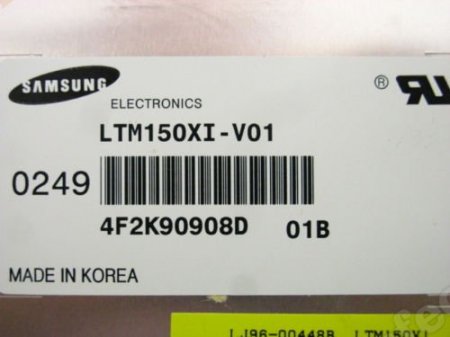 SAMSUNG
ELECTRONICS
®
LTM150XI-V01
0249
4F2K90908D 01B
MADE IN KOREA
LJ96-00448B LTM150XI